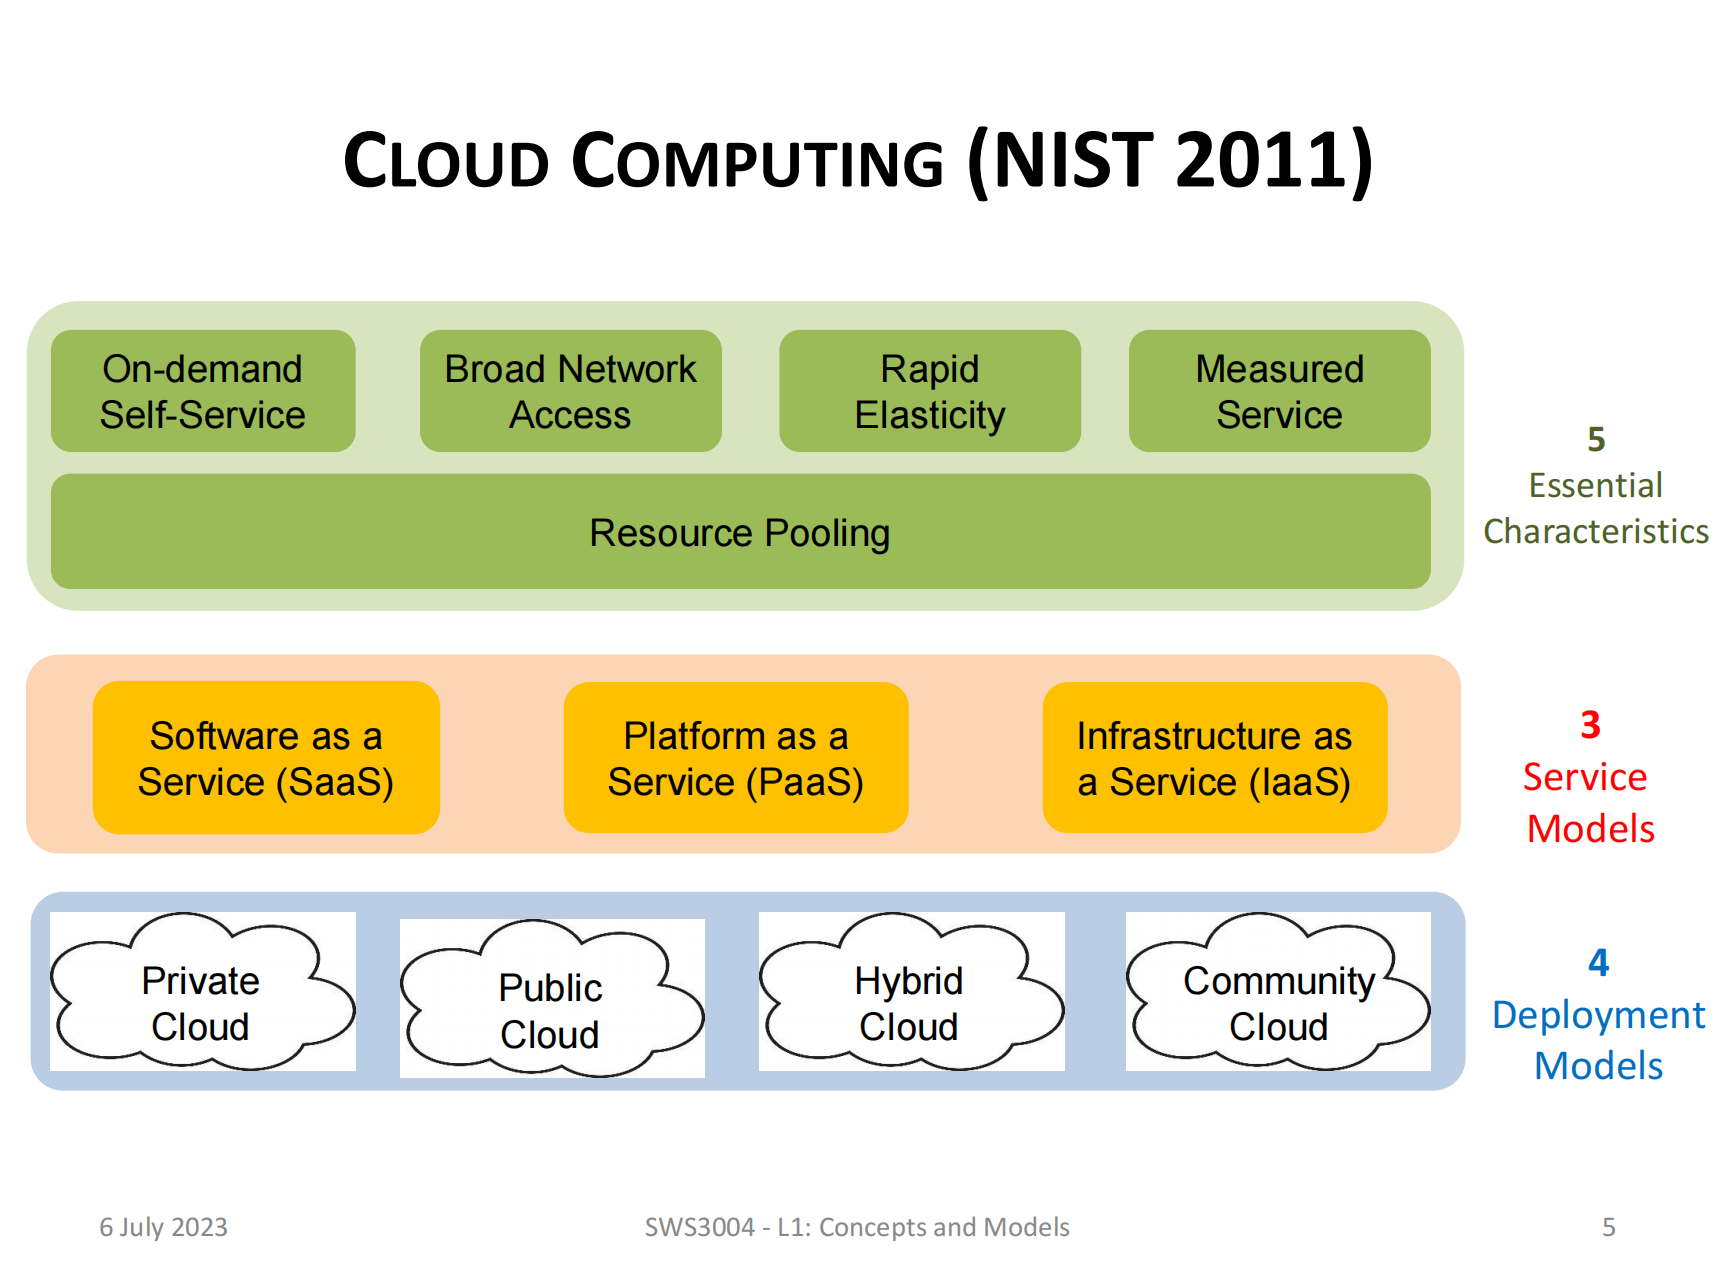 CLOUD COMPUTING (NIST 2011)
On-demand
Self-Service
Broad Network
Access
Rapid
Elasticity
Measured
Service
Resource Pooling
5
Essential
Characteristics
Software as a
Service (SaaS)
Platform as a
Service (PaaS)
Infrastructure as
a Service (IaaS)
3
Service
Models
Private
Cloud
Public
Cloud
Hybrid
Cloud
Community
Cloud
4
Deployment
Models
6 July 2023
SWS3004 - L1: Concepts and Models
5